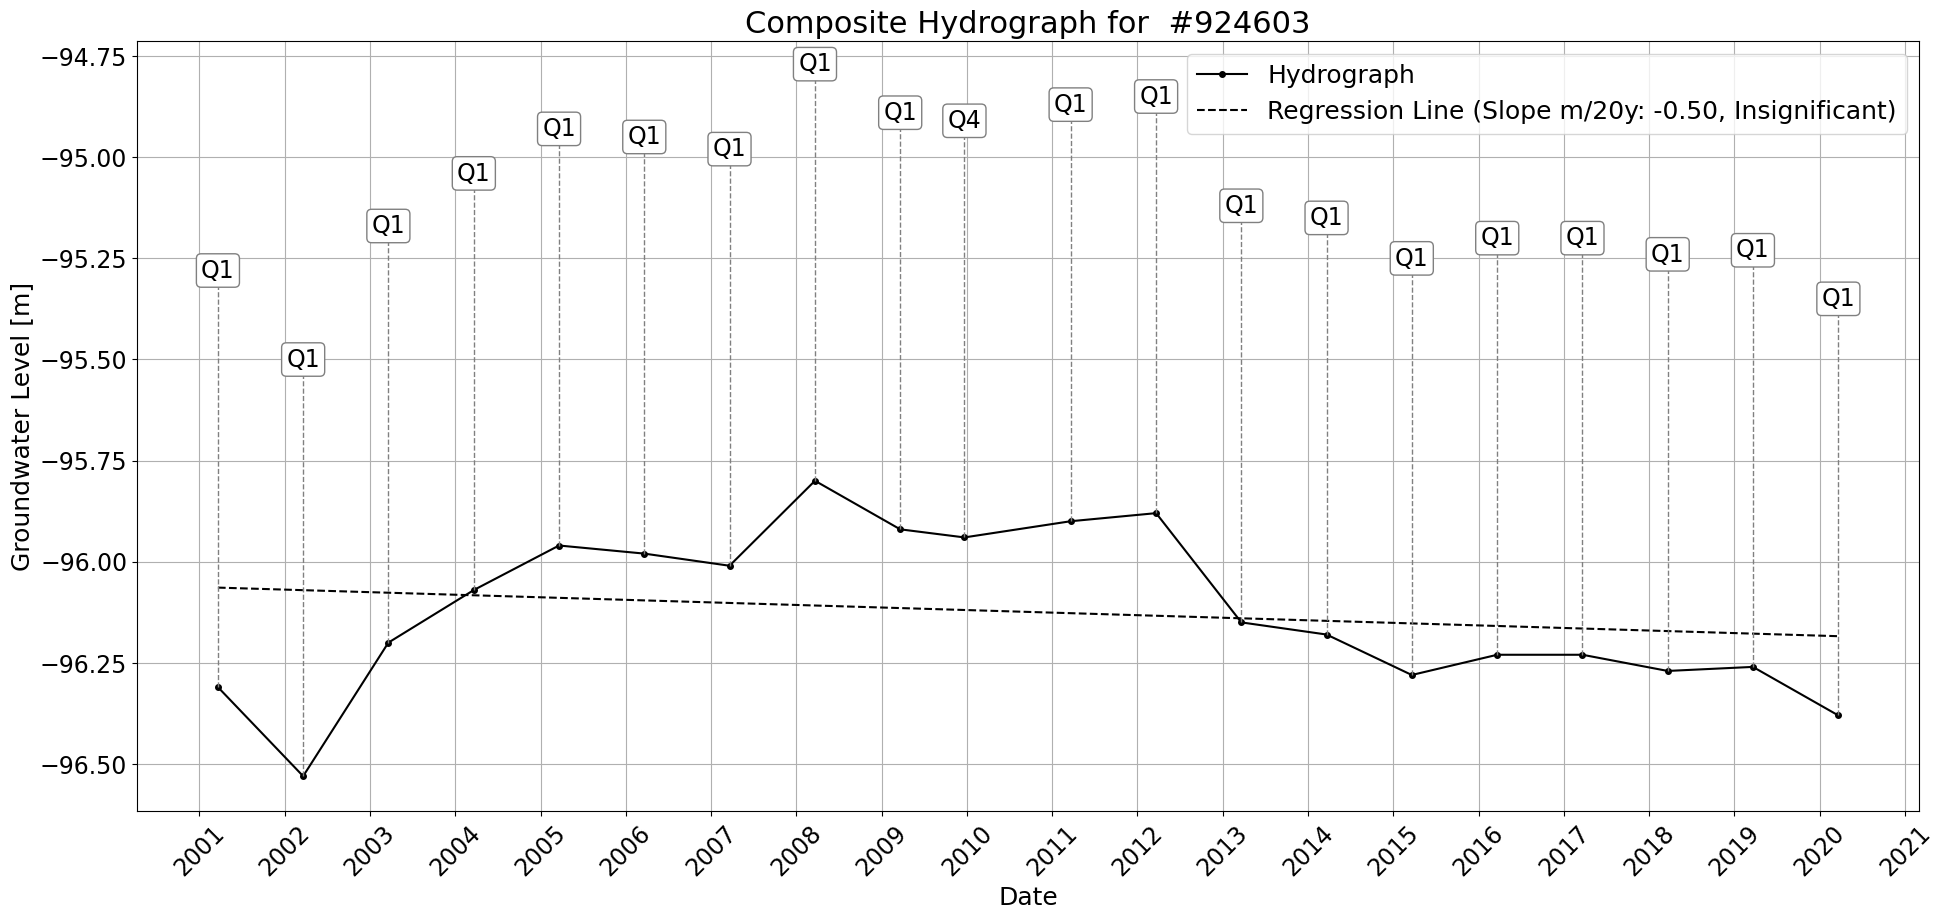 Composite Hydrograph for  #924603
Hydrograph
Regression Line (Slope m/20y: -0.50, Insignificant)
Groundwater Level [m]
−94.75
−95.00
−95.25
−95.50
−95.75
−96.00
−96.25
−96.50
Q1
Q1
Q1
Q1
Q1
Q1
Q1
Q1
Q1
Q4
Q1
Q1
Q1
Q1
Q1
Q1
Q1
Q1
Q1
Q1
2001
2002
2003
2004
2005
2006
2007
2008
2009
2010
2011
2012
2013
2014
2015
2016
2017
2018
2019
2020
2021
Date